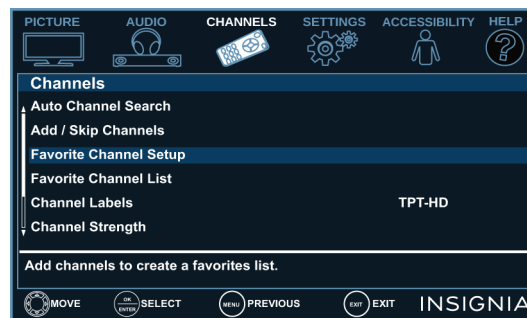 PICTURE AUDIO CHANNELS SETTINGS ACCESSIBILITY HELP
?
Channels
Auto Channel Search
Add / Skip Channels
Favorite Channel Setup
Favorite Channel List
Channel Labels TPT-HD
Channel Strength
Add channels to create a favorites list.
MOVE OK ENTER SELECT MENU PREVIOUS EXIT EXIT INSIGNIA